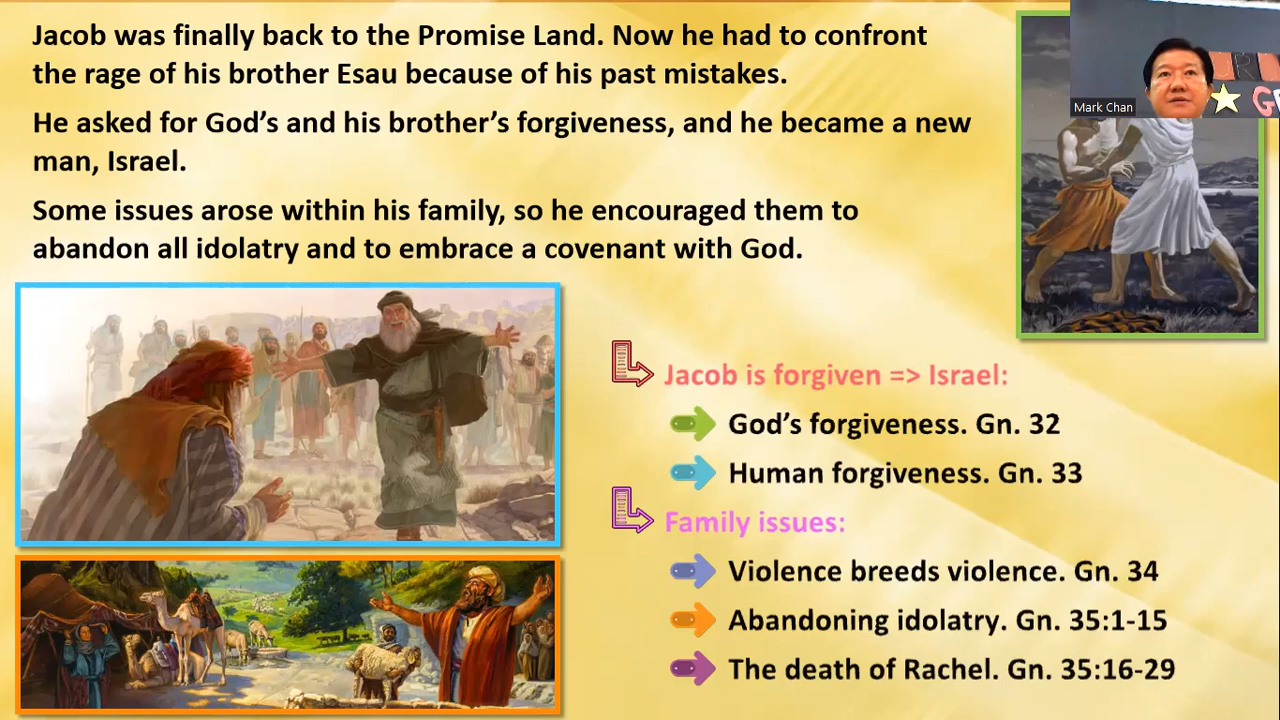 Jacob was finally back to the Promise Land. Now he had to confront
the rage of his brother Esau because of his past mistakes.
He asked for God's and his brother's forgiveness, and he became a new
man, Israel.
Some issues arose within his family, so he encouraged them to
abandon all idolatry and to embrace a covenant with God.
Mark Chan
Jacob is forgiven => Israel:
God's forgiveness. Gn. 32
Human forgiveness. Gn. 33
Family issues:
Violence breeds violence. Gn. 34
Abandoning idolatry. Gn. 35:1-15
The death of Rachel. Gn. 35:16-29